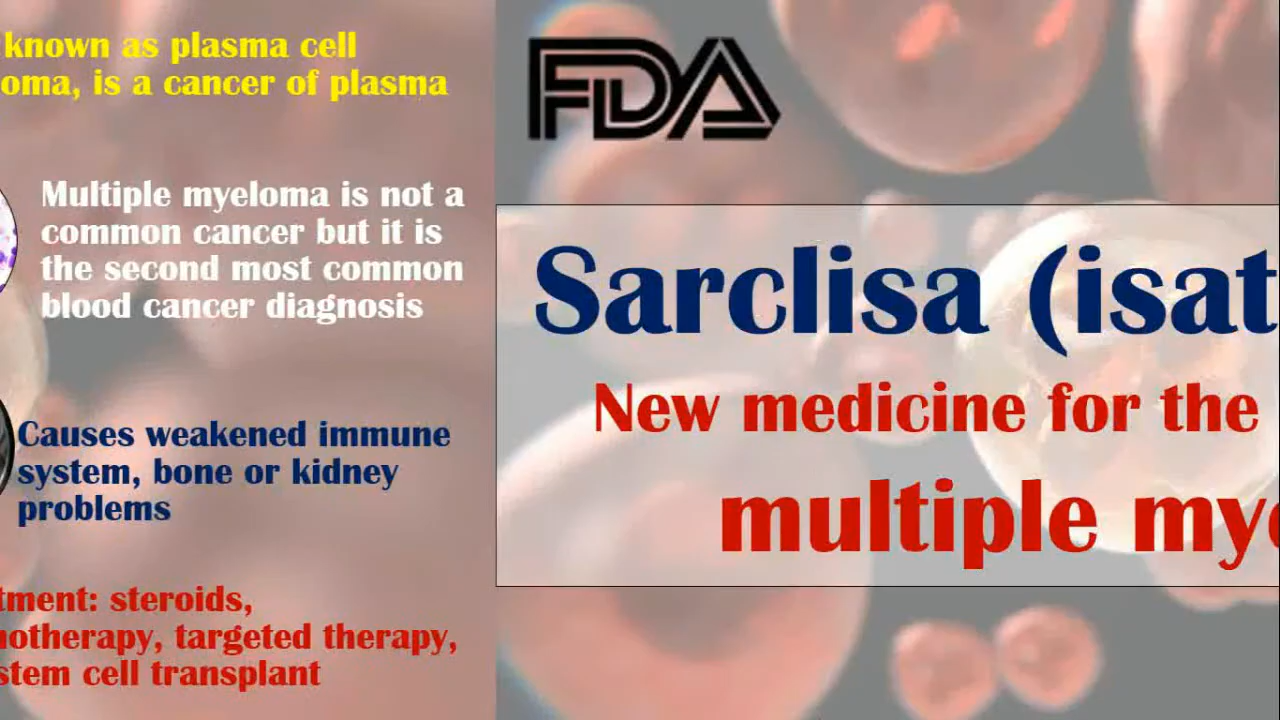 known as plasma cell
oma, is a cancer of plasma
Multiple myeloma is not a
common cancer but it is
the second most common
blood cancer diagnosis
Causes weakened immune
system, bone or kidney
problems
tment: steroids,
otherapy, targeted therapy,
stem cell transplant
FDA
Sarclisa (isat
New medicine for the
multiple mye